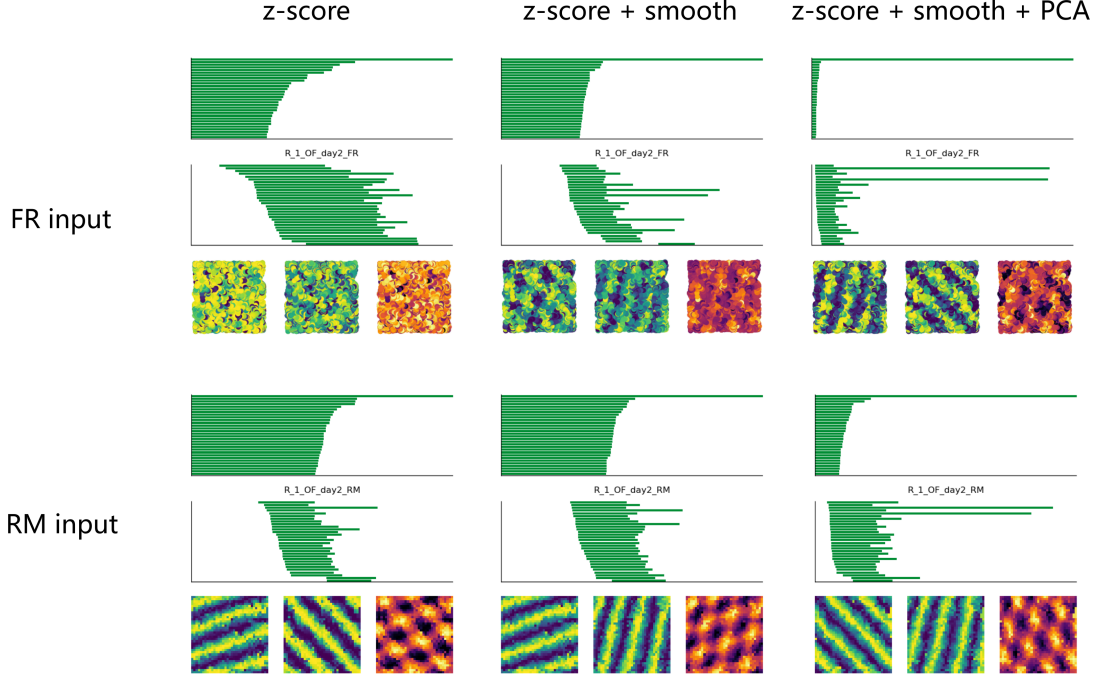 z-score
z-score + smooth
z-score + smooth + PCA
R_1_OF_day2_FR
R_1_OF_day2_FR
R_1_OF_day2_FR
FR input
R_1_OF_day2_RM
R_1_OF_day2_RM
R_1_OF_day2_RM
RM input